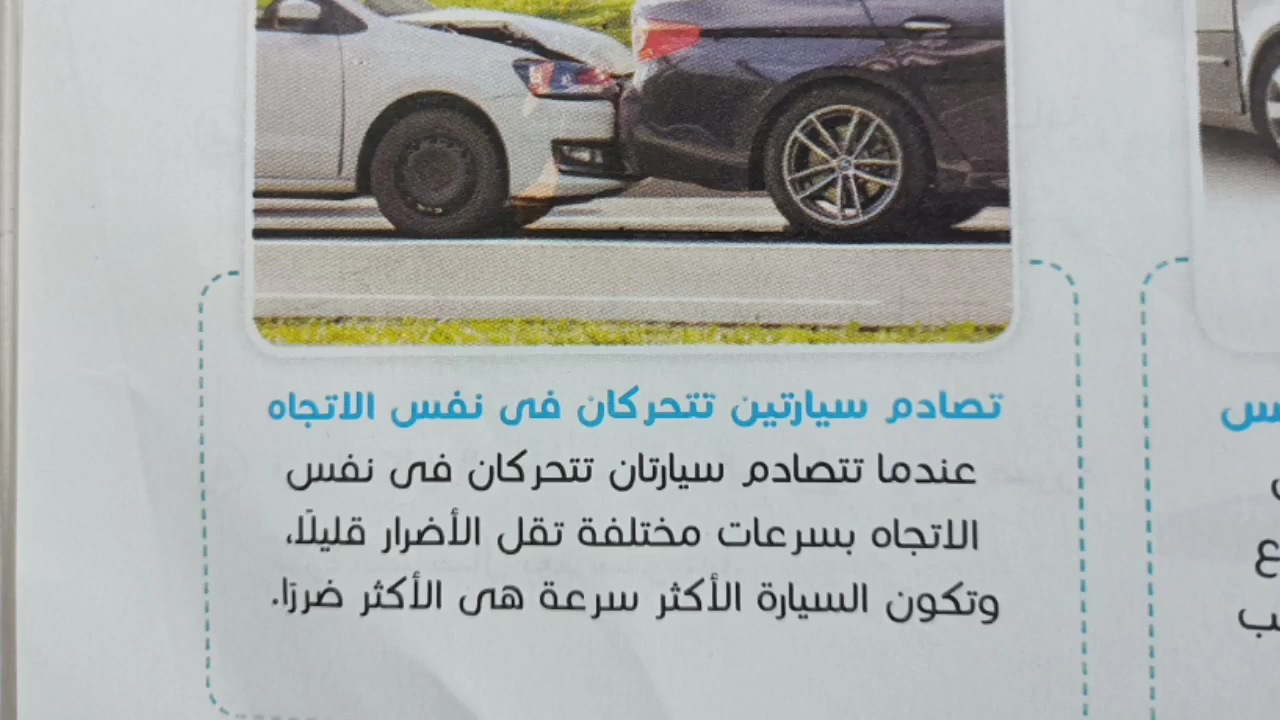 تصادم سيارتين تتحركان فى نفس الاتجاه
عندما تتصادم سيارتان تتحركان فى نفس
الاتجاه بسرعات مختلفة تقل الأضرار قليلًا،
وتكون السيارة الأكثر سرعة هى الأكثر ضررًا.